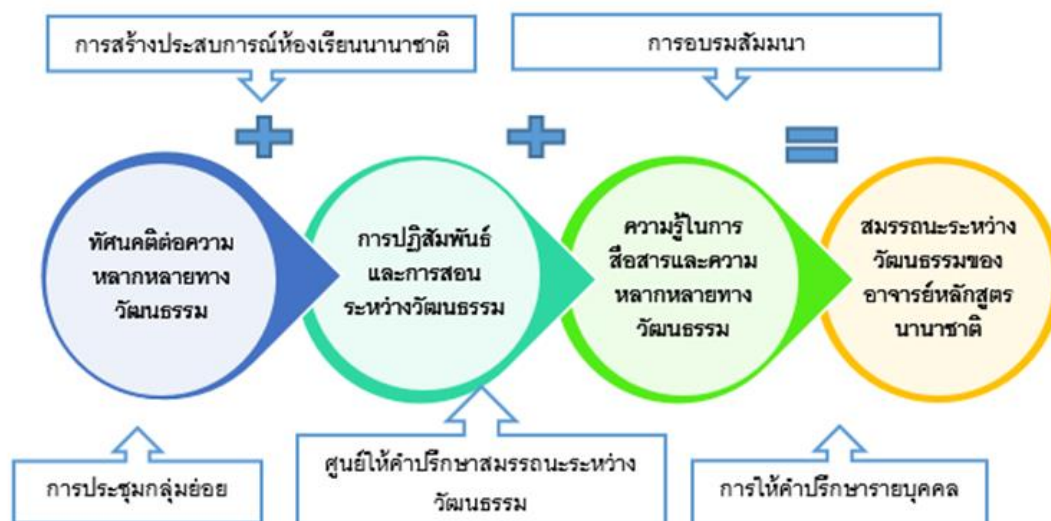 การสร้างประสบการณ์ห้องเรียนนานาชาติ
การอบรมสัมมนา
ทัศนคติต่อความ
หลากหลายทาง
วัฒนธรรม
การปฏิสัมพันธ์
และการสอน
ระหว่างวัฒนธรรม
ความรู้ในการ
สื่อสารและความ
หลากหลายทาง
วัฒนธรรม
สมรรถนะระหว่าง
วัฒนธรรมของ
อาจารย์หลักสูตร
นานาชาติ
การประชุมกลุ่มย่อย
ศูนย์ให้คำปรึกษาสมรรถนะระหว่าง
วัฒนธรรม
การให้คำปรึกษารายบุคคล